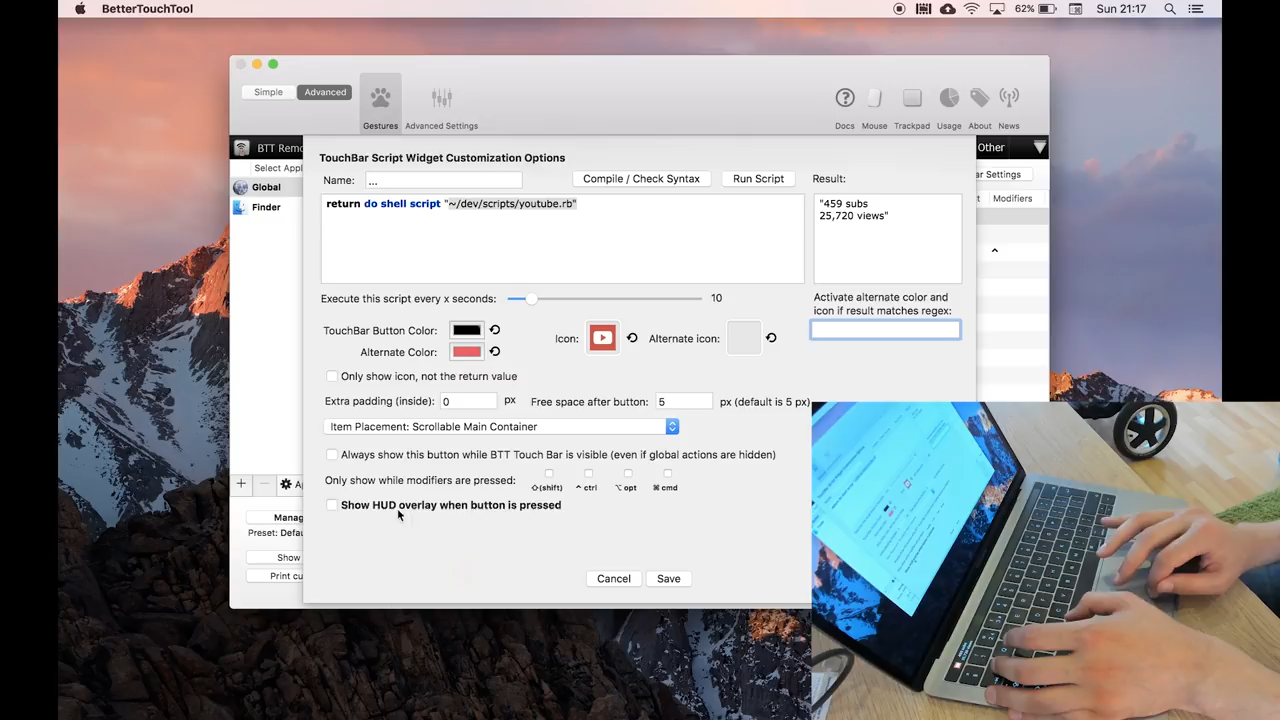 BetterTouchTool
62%
Sun 21:17
Simple
Advanced
Gestures
Advanced Settings
Docs
Mouse
Trackpad
Usage
About
News
BTT Remo
Other
Select Appl
ar Settings
Global
Modifiers
Finder
TouchBar Script Widget Customization Options
Name:
...
Compile / Check Syntax
Run Script
Result:
return do shell script "~/dev/scripts/youtube.rb"
"459 subs
25,720 views"
Execute this script every x seconds:
10
Activate alternate color and
icon if result matches regex:
TouchBar Button Color:
Icon:
Alternate icon:
Alternate Color:
Only show icon, not the return value
Extra padding (inside):
0
px
Free space after button:
5
px (default is 5 px)
Item Placement: Scrollable Main Container
Always show this button while BTT Touch Bar is visible (even if global actions are hidden)
Only show while modifiers are pressed:
⇧(shift)
^ ctrl
⌥ opt
⌘ cmd
Show HUD overlay when button is pressed
Manag
Preset: Defau
Show
Print cu
Cancel
Save